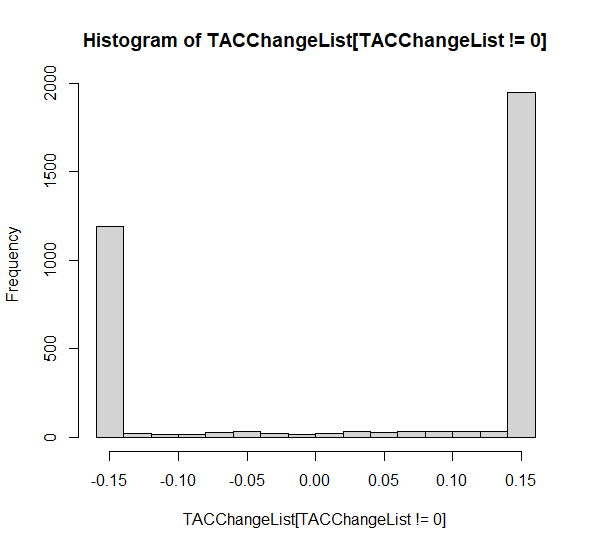 Histogram of TACChangeList[TACChangeList != 0]
Frequency
2000
1500
1000
500
0
-0.15 -0.10 -0.05 0.00 0.05 0.10 0.15
TACChangeList[TACChangeList != 0]